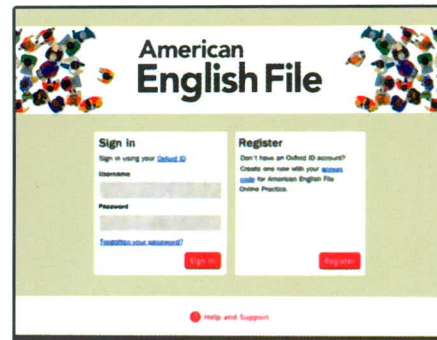 American
English File
Sign in
Sign in using your Oxford ID
Username
Password
Forgotten your password?
Sign in
Register
Don't have an Oxford ID account?
Create one now with your access
code for American English File
Online Practice.
Register
Help and Support